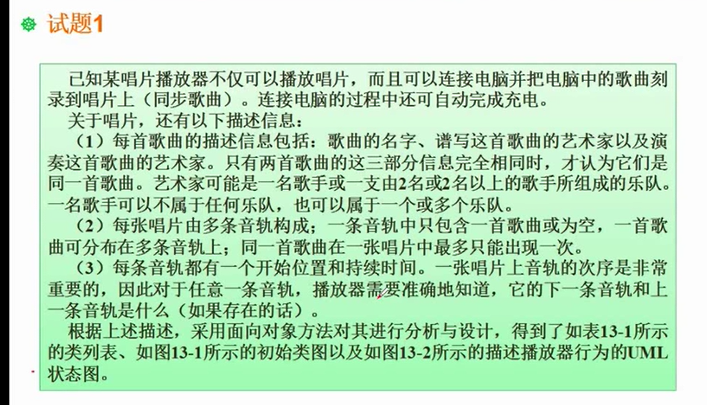 试题1
已知某唱片播放器不仅可以播放唱片，而且可以连接电脑并把电脑中的歌曲刻
录到唱片上（同步歌曲）。连接电脑的过程中还可自动完成充电。
关于唱片，还有以下描述信息：
（1）每首歌曲的描述信息包括：歌曲的名字、谱写这首歌曲的艺术家以及演
奏这首歌曲的艺术家。只有两首歌曲的这三部分信息完全相同时，才认为它们是
同一首歌曲。艺术家可能是一名歌手或一支由2名或2名以上的歌手所组成的乐队。
一名歌手可以不属于任何乐队，也可以属于一个或多个乐队。
（2）每张唱片由多条音轨构成；一条音轨中只包含一首歌曲或为空，一首歌
曲可分布在多条音轨上；同一首歌曲在一张唱片中最多只能出现一次。
（3）每条音轨都有一个开始位置和持续时间。一张唱片上音轨的次序是非常
重要的，因此对于任意一条音轨，播放器需要准确地知道，它的下一条音轨和上
一条音轨是什么（如果存在的话）。
根据上述描述，采用面向对象方法对其进行分析与设计，得到了如表13-1所示
的类列表、如图13-1所示的初始类图以及如图13-2所示的描述播放器行为的UML
状态图。